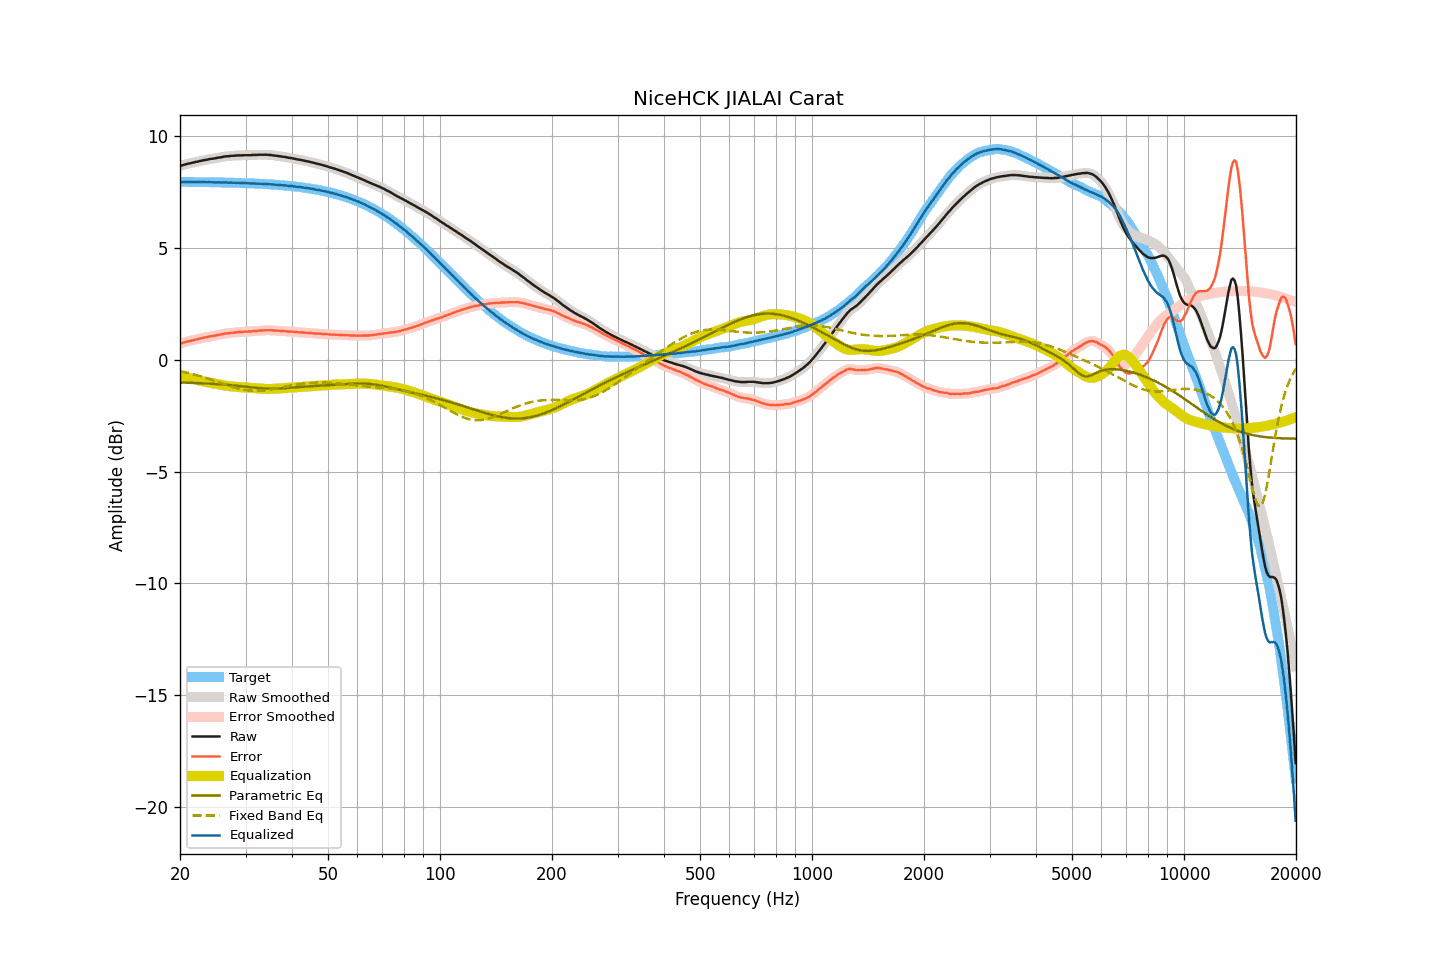 NiceHCK JIALAI Carat
Amplitude (dBr)
10
5
0
−5
−10
−15
−20
Target
Raw Smoothed
Error Smoothed
Raw
Error
Equalization
Parametric Eq
Fixed Band Eq
Equalized
20 50 100 200 500 1000 2000 5000 10000 20000
Frequency (Hz)